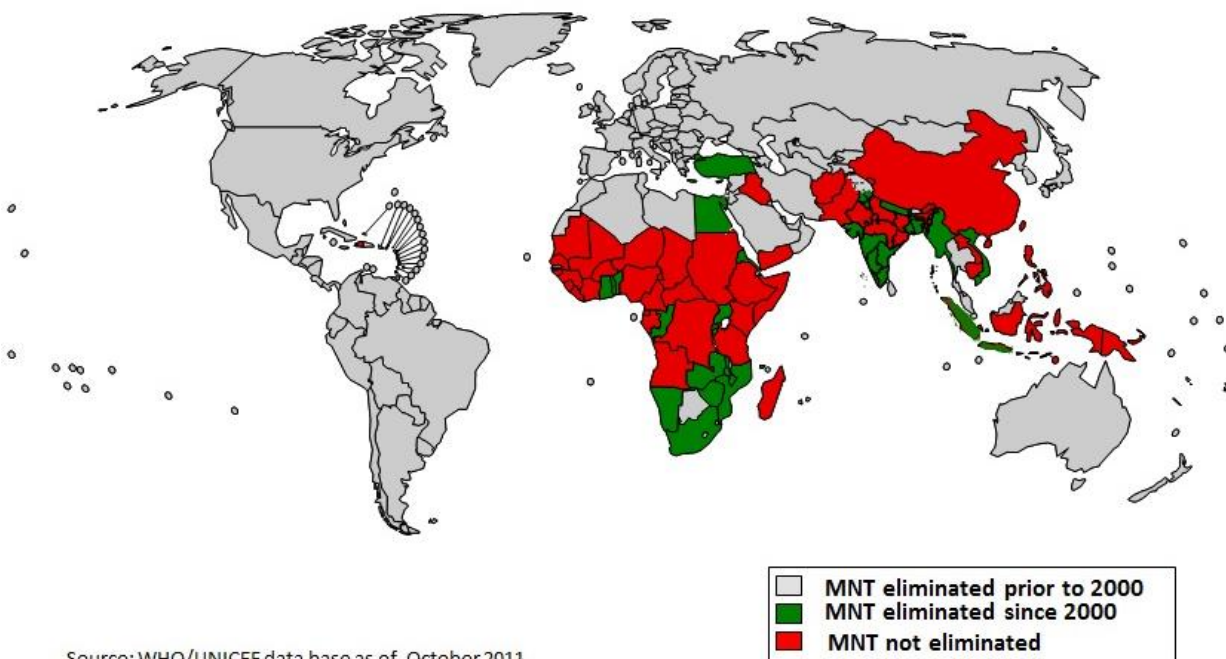 MNT eliminated prior to 2000
MNT eliminated since 2000
MNT not eliminated
Source: WHO/UNICEF data base as of October 2011